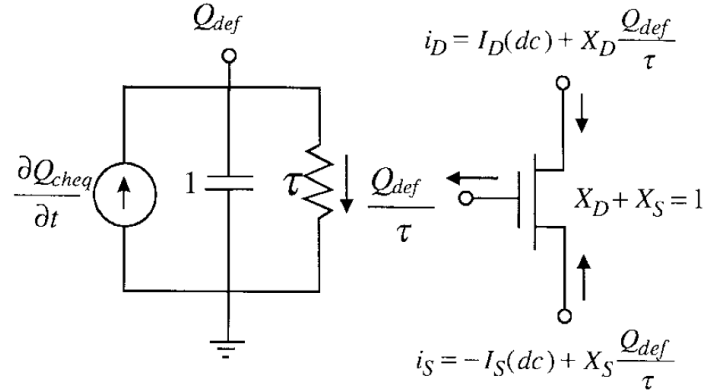 Q_def
i_D = I_D(dc) + X_D Q_def/τ
∂Q_cheq/∂t
1
τ
Q_def/τ
X_D + X_S = 1
i_S = −I_S(dc) + X_S Q_def/τ